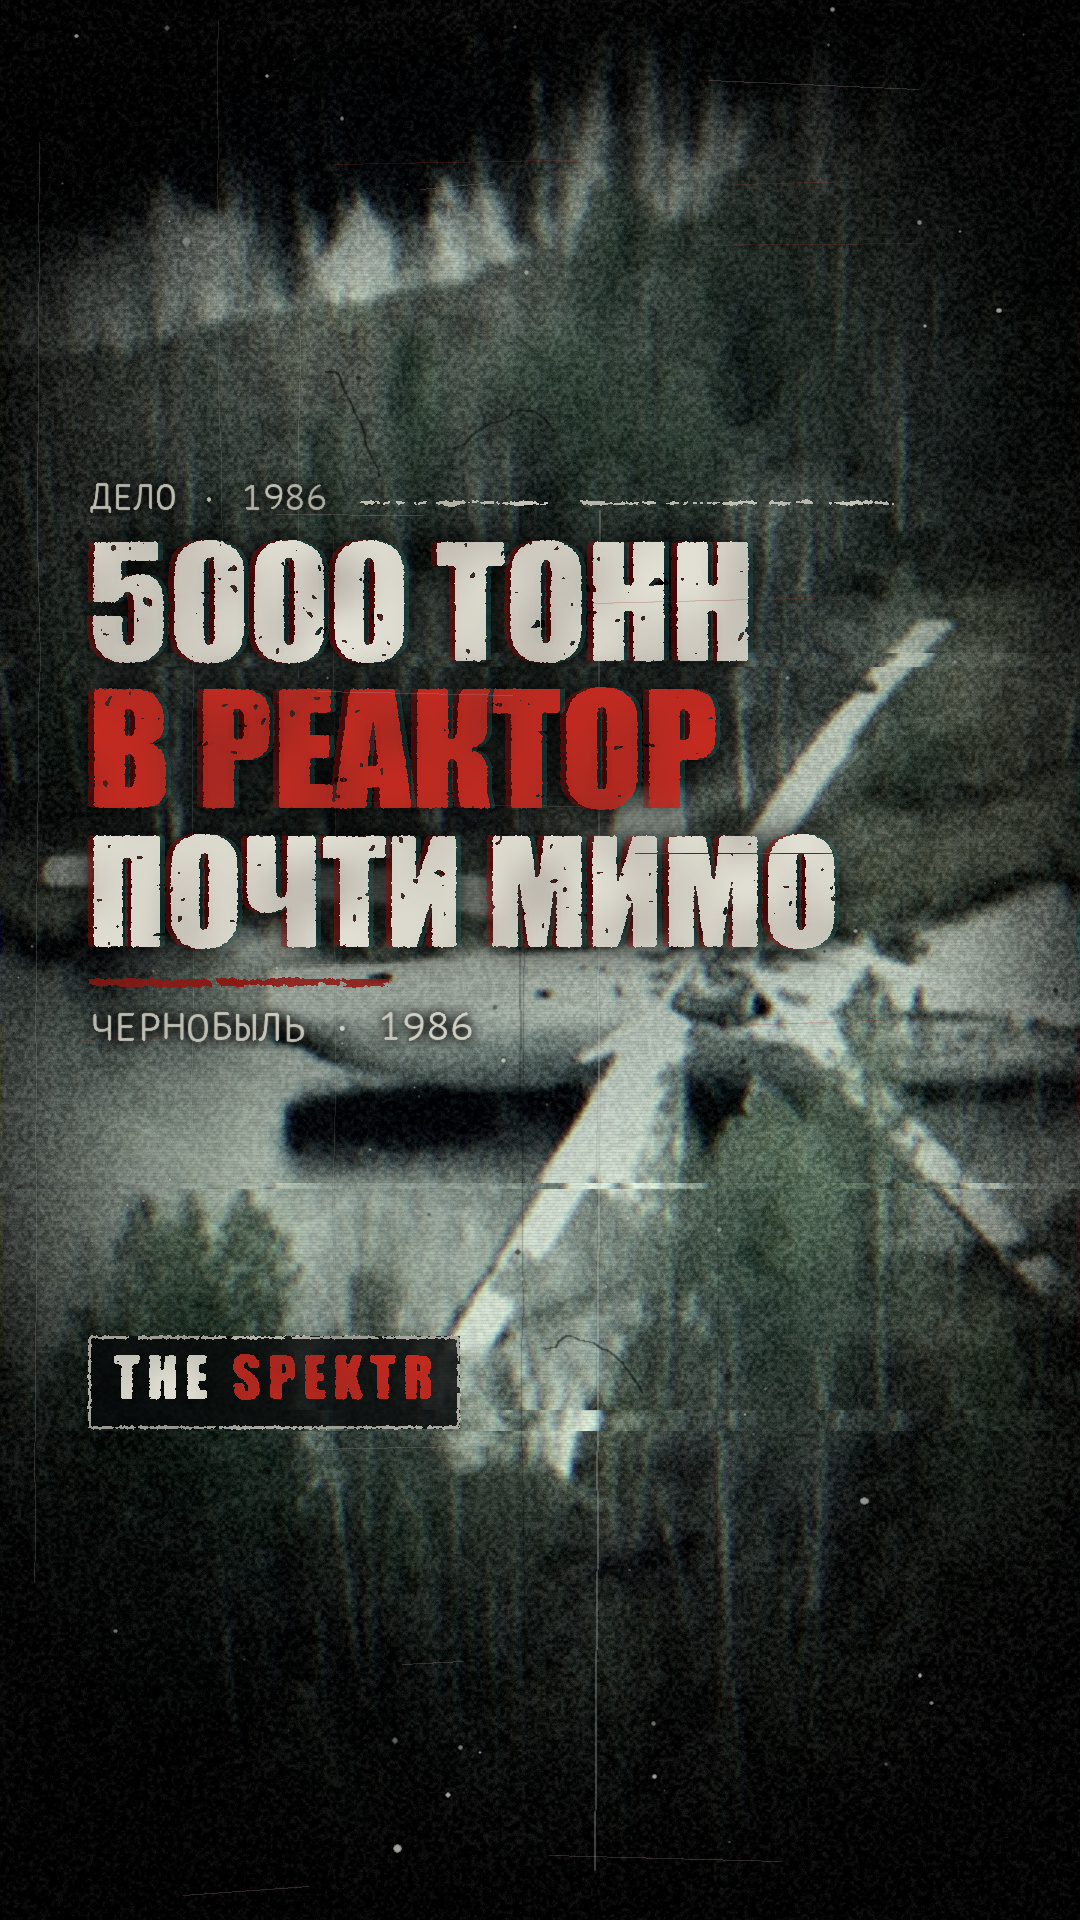 ДЕЛО · 1986
5000 ТОНН
В РЕАКТОР
ПОЧТИ МИМО
ЧЕРНОБЫЛЬ · 1986
THE SPEKTR